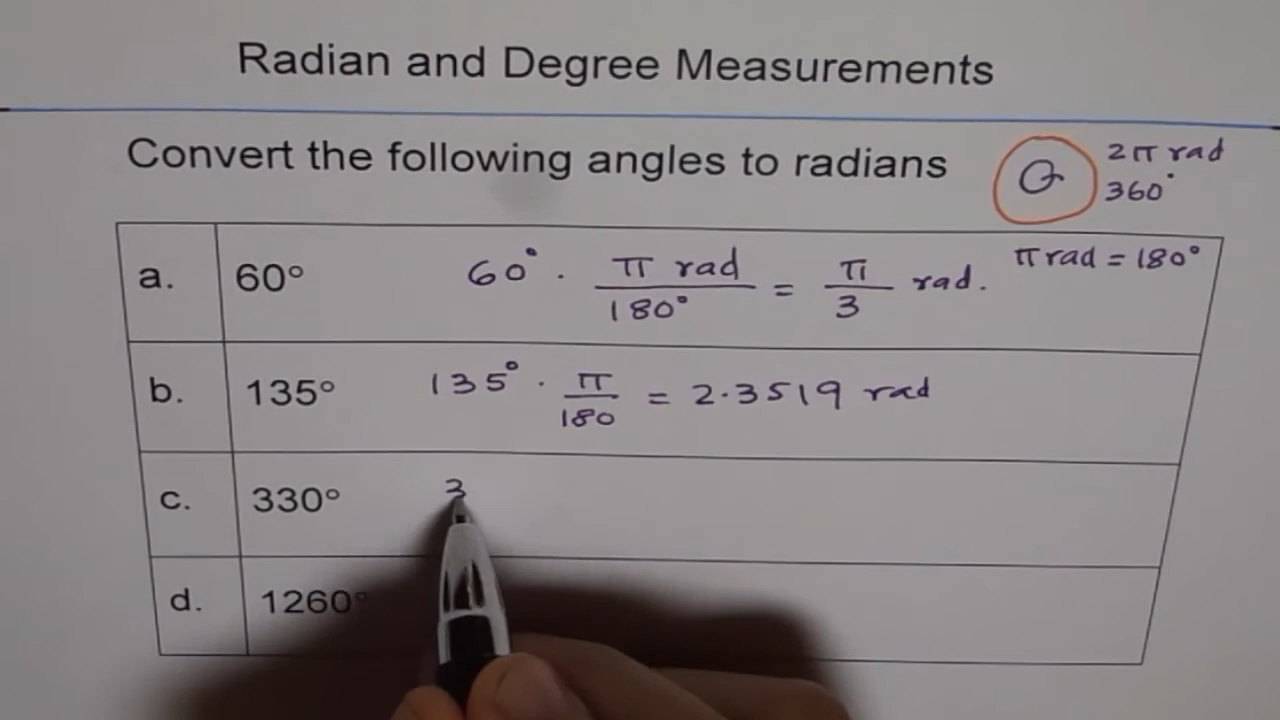 Radian and Degree Measurements
Convert the following angles to radians
2π rad
360°
a. 60° 60° · π rad / 180° = π / 3 rad. π rad = 180°
b. 135° 135° · π / 180 = 2.3519 rad
c. 330° 3
d. 1260°